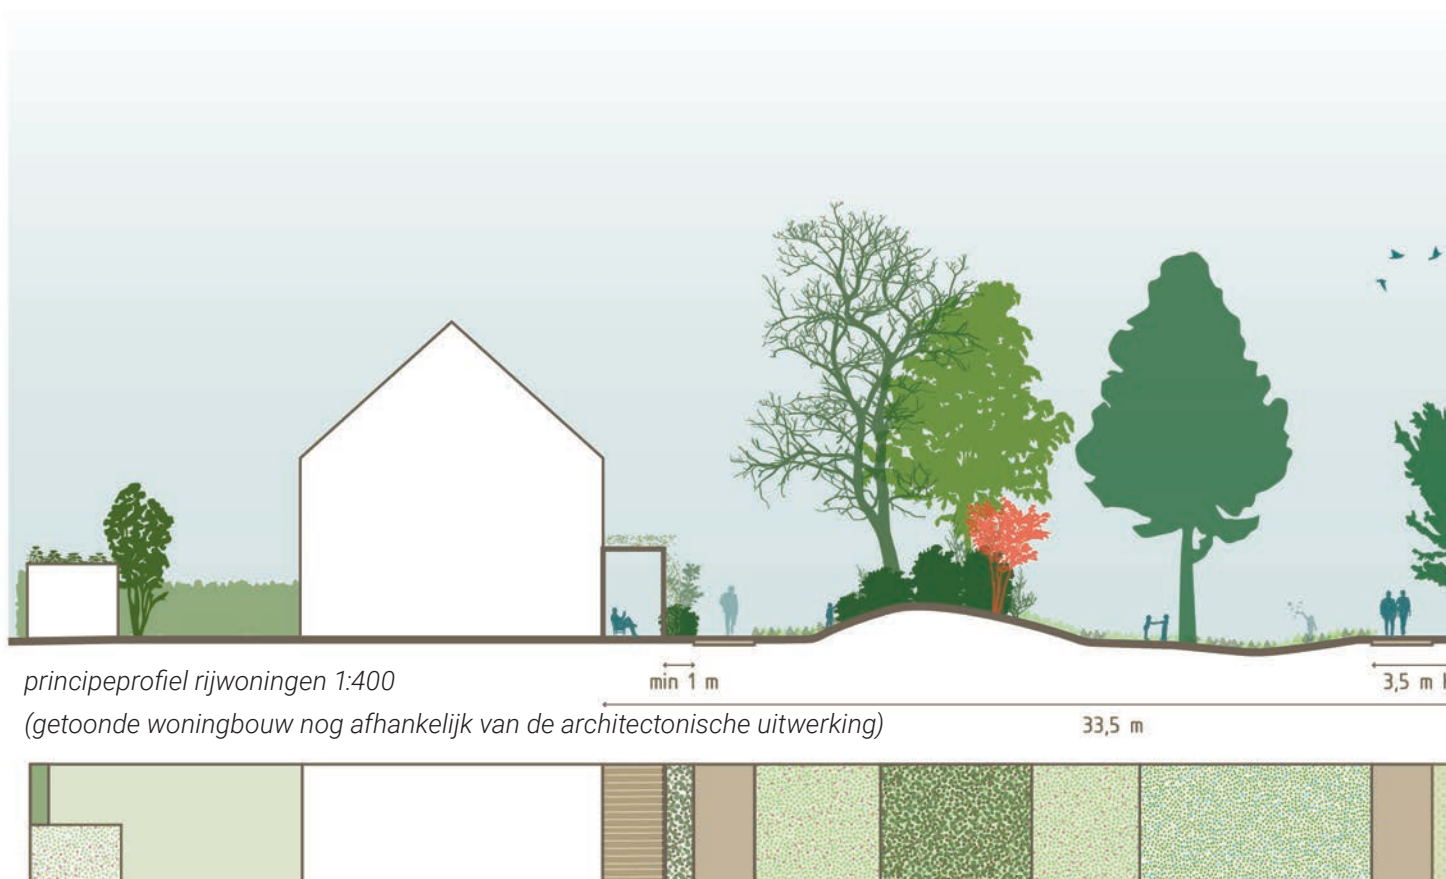 principeprofiel rijwoningen 1:400
min 1 m
3,5 m
(getoonde woningbouw nog afhankelijk van de architectonische uitwerking)
33,5 m